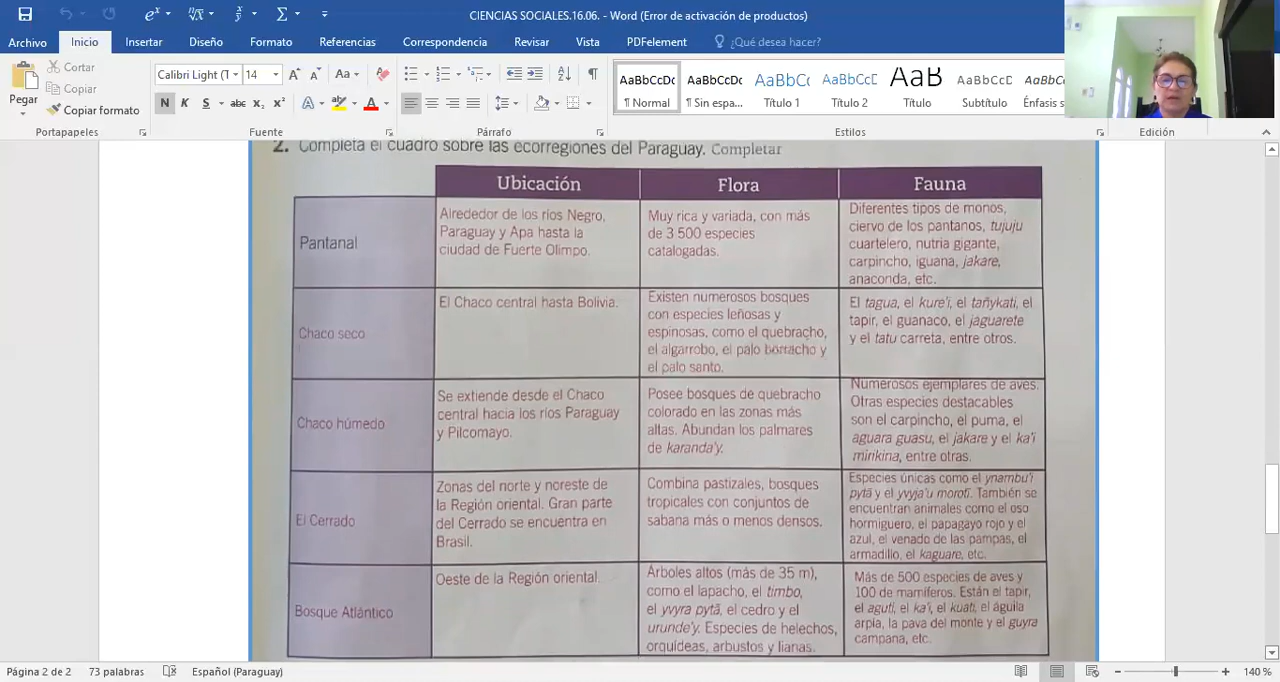 CIENCIAS SOCIALES.16.06. - Word (Error de activación de productos)
Archivo Inicio Insertar Diseño Formato Referencias Correspondencia Revisar Vista PDFelement ¿Qué desea hacer?
Pegar
Cortar
Copiar
Copiar formato
Calibri Light (T 14
AaBbCcDc AaBbCcDc AaBbC AaBbCcD AaB AaBbCcD
¶ Normal ¶ Sin espa... Título 1 Título 2 Título Subtítulo Énfasis s
Portapapeles Fuente Párrafo Estilos Edición
2. Completa el cuadro sobre las ecorregiones del Paraguay. Completar
Ubicación Flora Fauna
Pantanal
Alrededor de los ríos Negro,
Paraguay y Apa hasta la
ciudad de Fuerte Olimpo.
Muy rica y variada, con más
de 3 500 especies
catalogadas.
Diferentes tipos de monos,
ciervo de los pantanos, tujuju
cuartelero, nutria gigante,
carpincho, iguana, jakare,
anaconda, etc.
Chaco seco
El Chaco central hasta Bolivia.
Existen numerosos bosques
con especies leñosas y
espinosas, como el quebracho,
el algarrobo, el palo borracho y
el palo santo.
El tagua, el kure'i, el tañykati, el
tapir, el guanaco, el jaguarete
y el tatu carreta, entre otros.
Chaco húmedo
Se extiende desde el Chaco
central hacia los ríos Paraguay
y Pilcomayo.
Posee bosques de quebracho
colorado en las zonas más
altas. Abundan los palmares
de karanda'y.
Numerosos ejemplares de aves.
Otras especies destacables
son el carpincho, el puma, el
aguara guasu, el jakare y el ka'i
mirikina, entre otras.
El Cerrado
Zonas del norte y noreste de
la Región oriental. Gran parte
del Cerrado se encuentra en
Brasil.
Combina pastizales, bosques
tropicales con conjuntos de
sabana más o menos densos.
Especies únicas como el ynambu'i
pytã y el yvyja'u morotĩ. También se
encuentran animales como el oso
hormiguero, el papagayo rojo y el
azul, el venado de las pampas, el
armadillo, el kaguare, etc.
Bosque Atlántico
Oeste de la Región oriental.
Árboles altos (más de 35 m),
como el lapacho, el timbo,
el yvyra pytã, el cedro y el
urunde'y. Especies de helechos,
orquídeas, arbustos y lianas.
Más de 500 especies de aves y
100 de mamíferos. Están el tapir,
el aguti, el ka'i, el kuati, el águila
arpía, la pava del monte y el guyra
campana, etc.
Página 2 de 2 73 palabras Español (Paraguay) 140 %